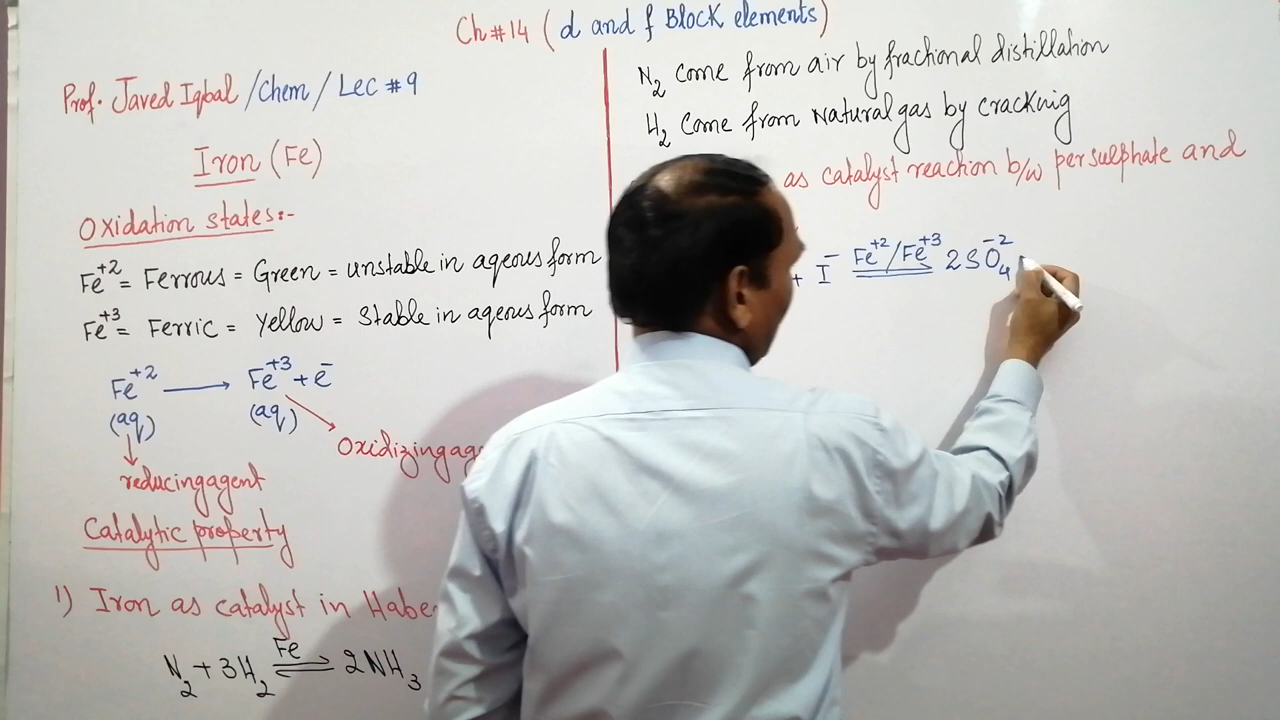 Ch#14 ( d and f Block elements)
Prof. Javed Iqbal /Chem / Lec #9
Iron (Fe)
Oxidation states:-
Fe+2 = Ferrous = Green = unstable in aqeous form
Fe+3 = Ferric = Yellow = Stable in aqeous form
Fe+2 ⟶ Fe+3 + e-
(aq) (aq)
Oxidizingag
reducingagent
Catalytic property
1) Iron as catalyst in Habe
N2 + 3H2 Fe ⇌ 2NH3
N2 come from air by fractional distillation
H2 come from Natural gas by cracknig
as catalyst reaction b/w persulphate and
+ I- Fe+2/Fe+3 2SO4-2